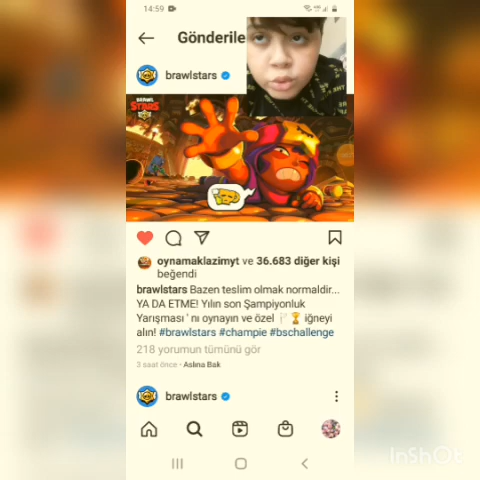 14:59
Gönderile
brawlstars
BRAWL
STARS
oynamaklazimyt ve 36.683 diğer kişi
beğendi
brawlstars Bazen teslim olmak normaldir...
YA DA ETME! Yılın son Şampiyonluk
Yarışması ' nı oynayın ve özel 🏆 iğneyi
alın! #brawlstars #champie #bschallenge
218 yorumun tümünü gör
3 saat önce • Aslına Bak
brawlstars
InShOt